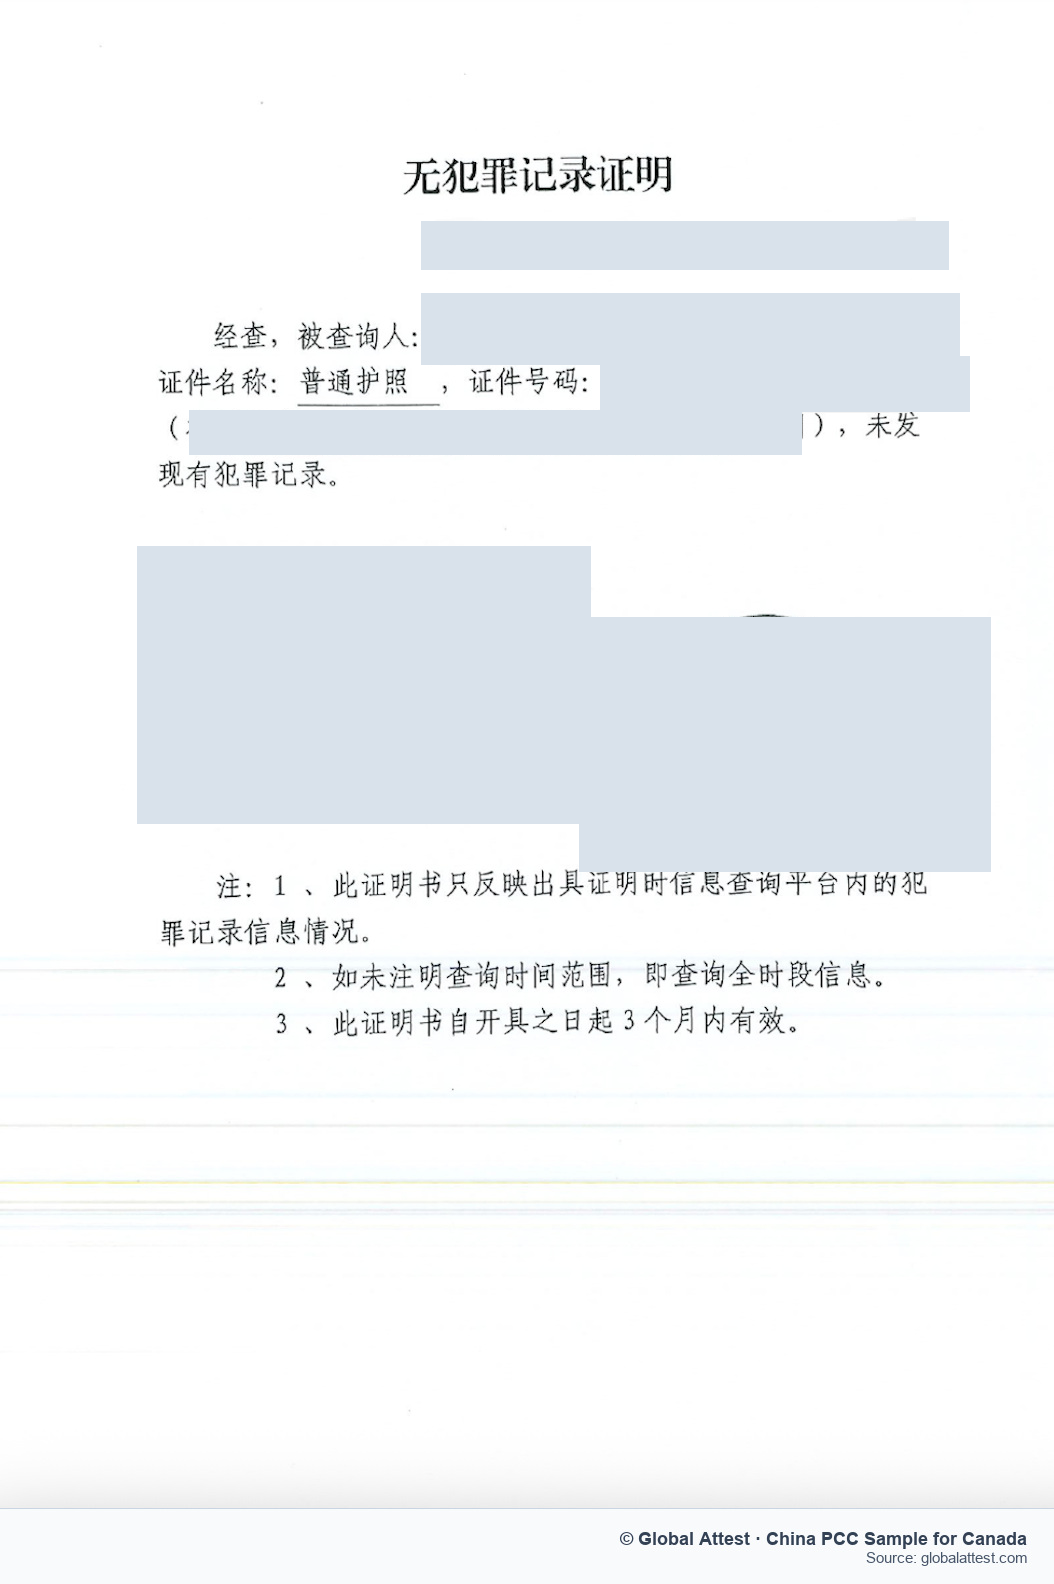 无犯罪记录证明
经查，被查询人：
证件名称：普通护照，证件号码：
（），未发
现有犯罪记录。
注：1、此证明书只反映出具证明时信息查询平台内的犯
罪记录信息情况。
2、如未注明查询时间范围，即查询全时段信息。
3、此证明书自开具之日起3个月内有效。
© Global Attest · China PCC Sample for Canada
Source: globalattest.com